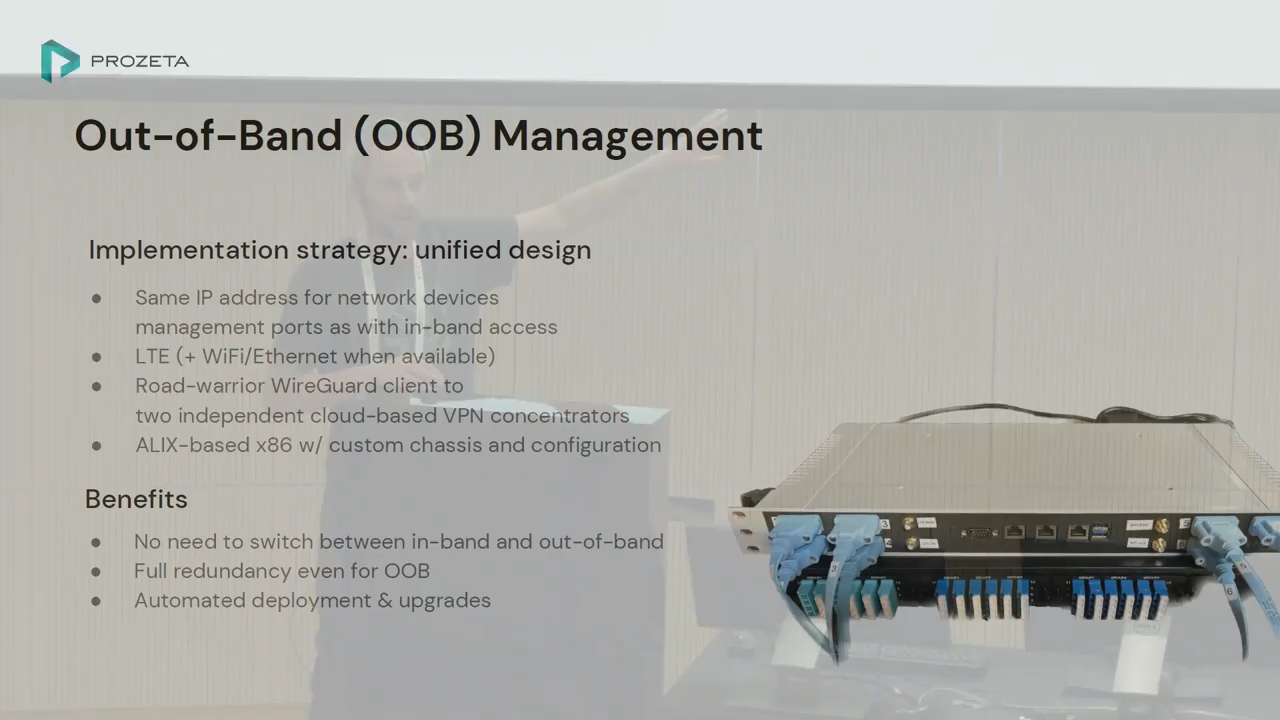 PROZETA
Out-of-Band (OOB) Management
Implementation strategy: unified design
● Same IP address for network devices
management ports as with in-band access
● LTE (+ WiFi/Ethernet when available)
● Road-warrior WireGuard client to
two independent cloud-based VPN concentrators
● ALIX-based x86 w/ custom chassis and configuration
Benefits
● No need to switch between in-band and out-of-band
● Full redundancy even for OOB
● Automated deployment & upgrades
3
3
6